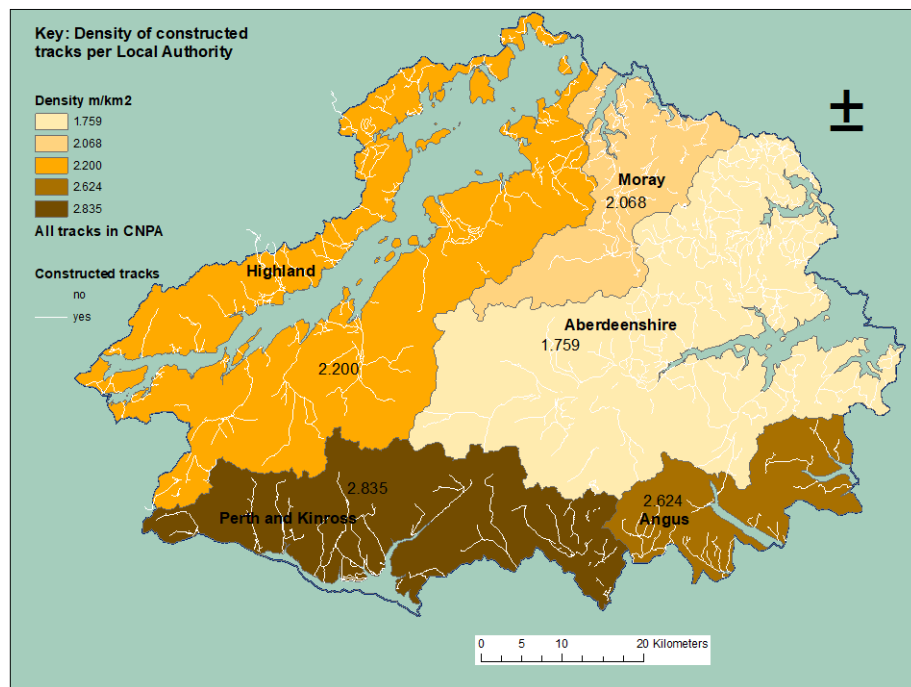 Key: Density of constructed
tracks per Local Authority
Density m/km2
1.759
2.068
2.200
2.624
2.835
All tracks in CNPA
Constructed tracks
no
yes
±
Moray
2.068
Highland
Aberdeenshire
1.759
2.200
2.835
Perth and Kinross
2.624
Angus
0 5 10 20 Kilometers